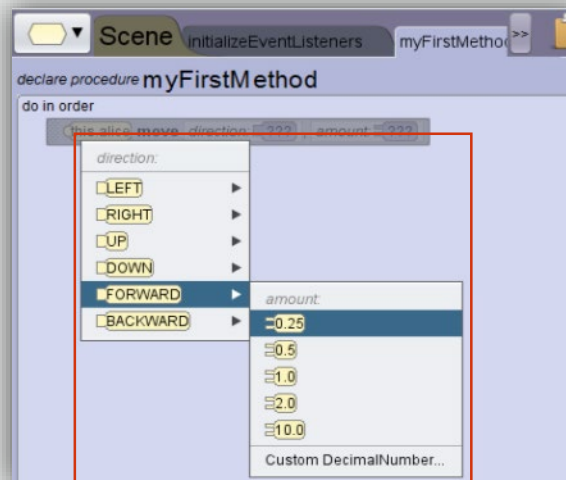 Scene initializeEventListeners myFirstMethod >>
declare procedure myFirstMethod
do in order
this.alice move direction: ??? , amount: ???
direction:
LEFT
RIGHT
UP
DOWN
FORWARD
BACKWARD
amount:
0.25
0.5
1.0
2.0
10.0
Custom DecimalNumber...